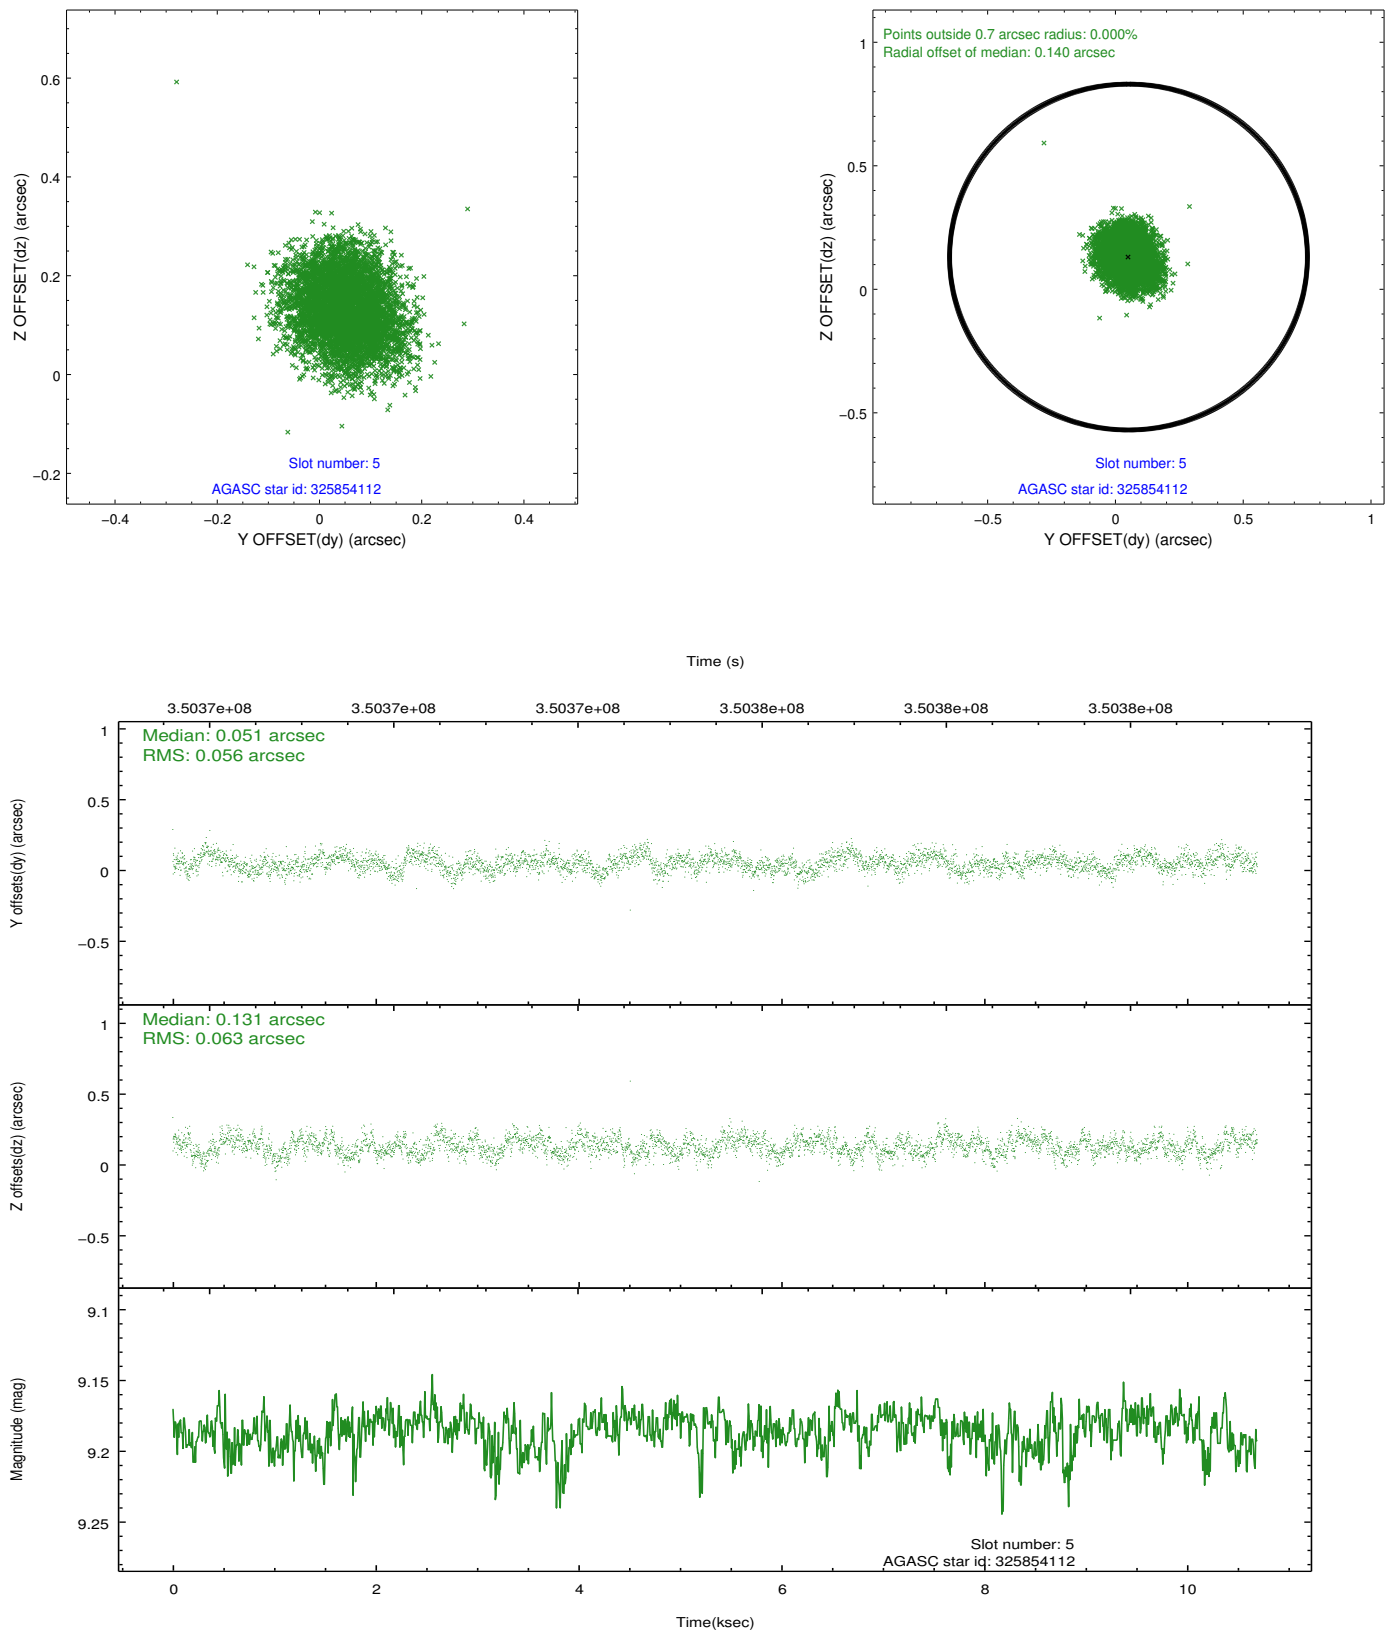 0.6
0.4
0.2
0
−0.2
Z OFFSET(dz) (arcsec)
Slot number: 5
AGASC star id: 325854112
−0.4
−0.2
0
0.2
0.4
Y OFFSET(dy) (arcsec)
Points outside 0.7 arcsec radius: 0.000%
Radial offset of median: 0.140 arcsec
1
0.5
0
−0.5
Z OFFSET(dz) (arcsec)
Slot number: 5
AGASC star id: 325854112
−0.5
0
0.5
1
Y OFFSET(dy) (arcsec)
Time (s)
3.5037e+08
3.5037e+08
3.5037e+08
3.5038e+08
3.5038e+08
3.5038e+08
Median: 0.051 arcsec
RMS: 0.056 arcsec
1
0.5
0
−0.5
Y offsets(dy) (arcsec)
Median: 0.131 arcsec
RMS: 0.063 arcsec
1
0.5
0
−0.5
Z offsets(dz) (arcsec)
9.1
9.15
9.2
9.25
Magnitude (mag)
Slot number: 5
AGASC star id: 325854112
0
2
4
6
8
10
Time(ksec)